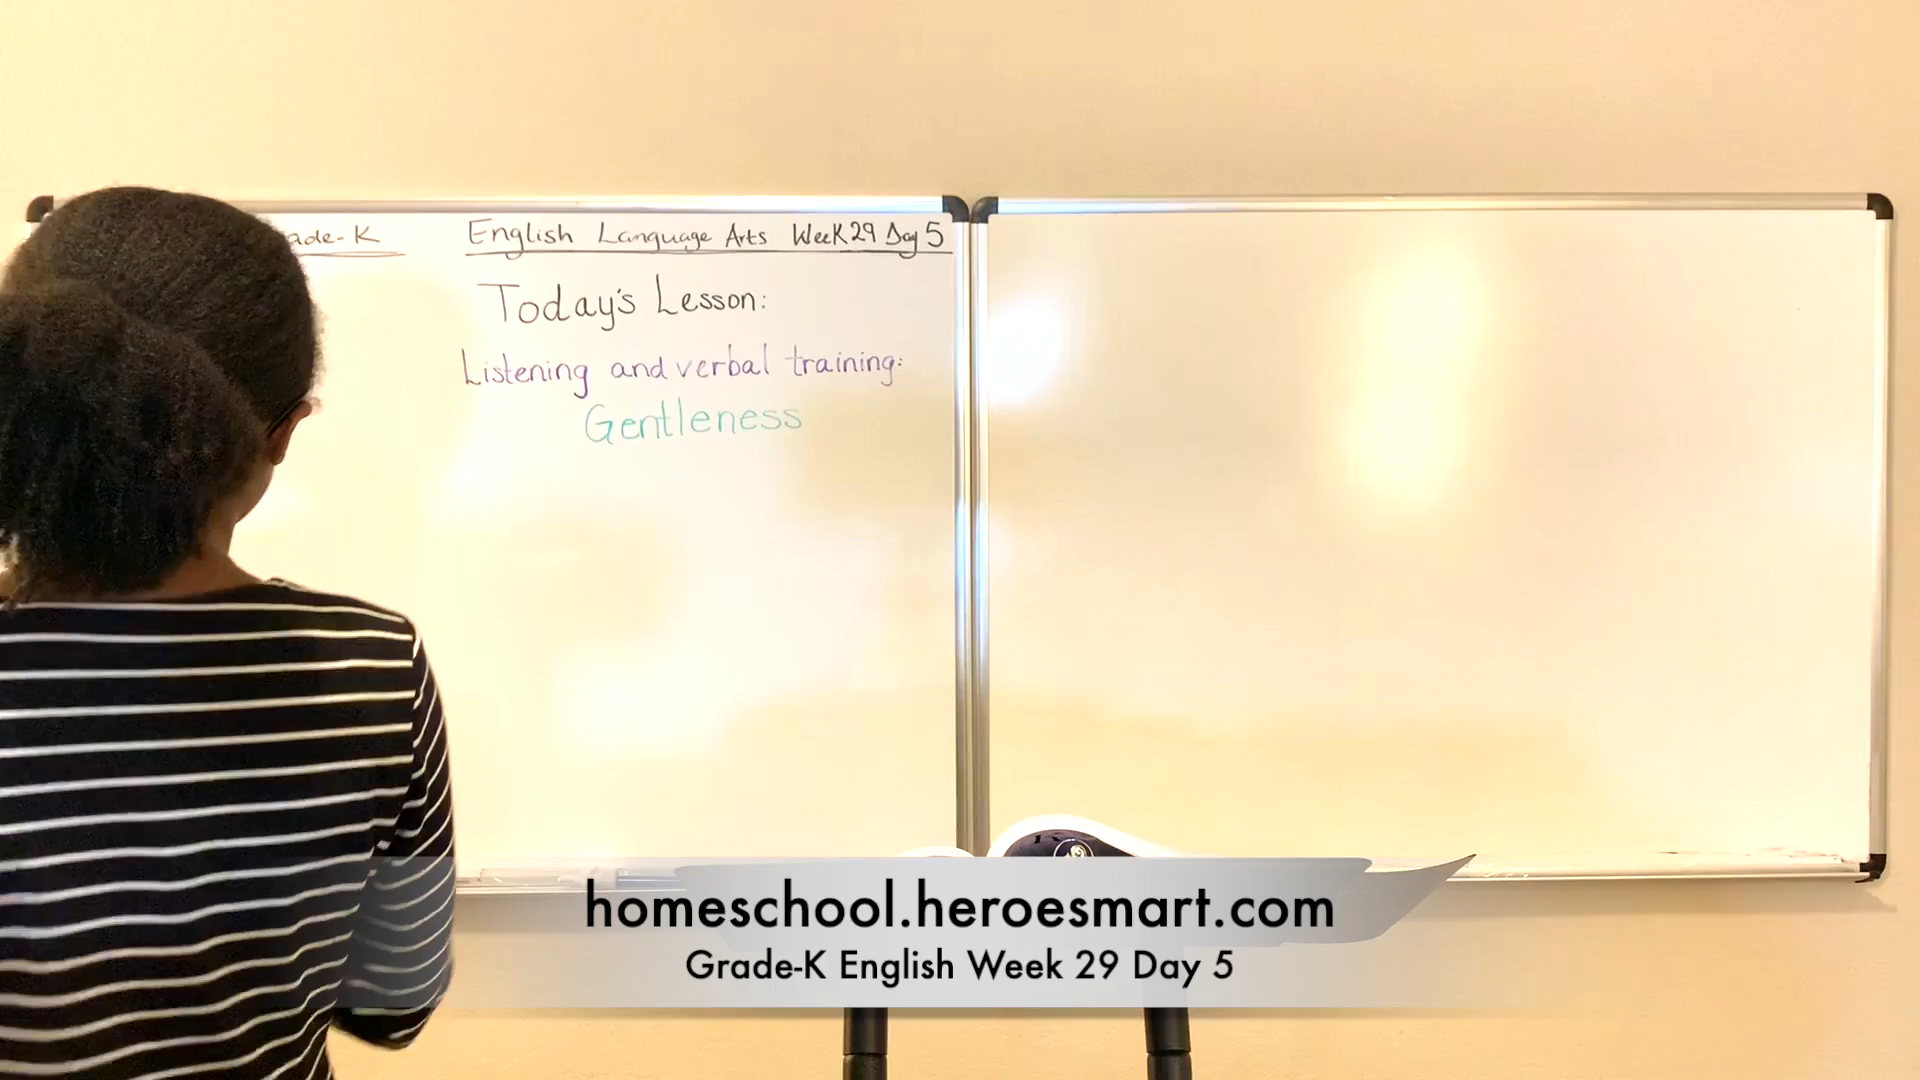 English Language Arts Week 29 Day 5
Today's Lesson:
Listening and verbal training:
Gentleness
homeschool.heroesmart.com
Grade-K English Week 29 Day 5